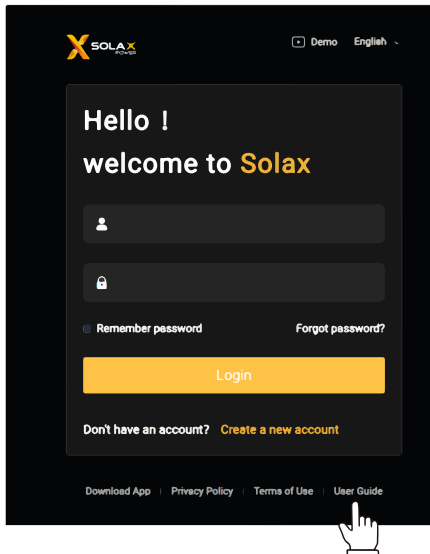 SOLAX
POWER
Demo English
Hello !
welcome to Solax
Remember password Forgot password?
Login
Don't have an account? Create a new account
Download App | Privacy Policy | Terms of Use | User Guide